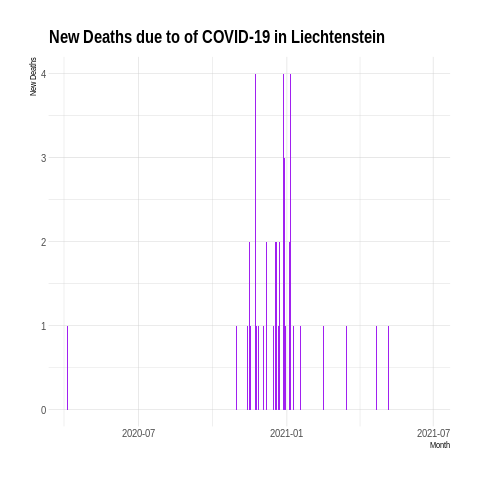 New Deaths due to of COVID-19 in Liechtenstein
New Deaths
4
3
2
1
0
2020-07
2021-01
2021-07
Month